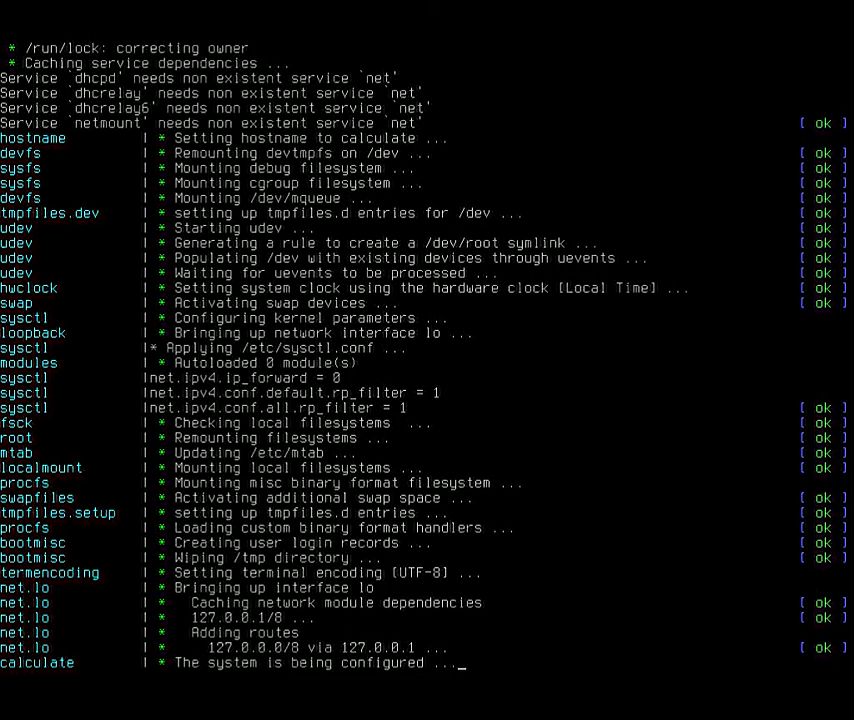 * /run/lock: correcting owner
* Caching service dependencies ...
Service `dhcpd' needs non existent service `net'
Service `dhcrelay' needs non existent service `net'
Service `dhcrelay6' needs non existent service `net'
Service `netmount' needs non existent service `net' [ ok ]
hostname | * Setting hostname to calculate ...
devfs | * Remounting devtmpfs on /dev ... [ ok ]
sysfs | * Mounting debug filesystem ... [ ok ]
sysfs | * Mounting cgroup filesystem ... [ ok ]
devfs | * Mounting /dev/mqueue ... [ ok ]
tmpfiles.dev | * setting up tmpfiles.d entries for /dev ... [ ok ]
udev | * Starting udev ... [ ok ]
udev | * Generating a rule to create a /dev/root symlink ... [ ok ]
udev | * Populating /dev with existing devices through uevents ... [ ok ]
udev | * Waiting for uevents to be processed ... [ ok ]
hwclock | * Setting system clock using the hardware clock [Local Time] ... [ ok ]
swap | * Activating swap devices ... [ ok ]
sysctl | * Configuring kernel parameters ...
loopback | * Bringing up network interface lo ...
sysctl |* Applying /etc/sysctl.conf ...
modules | * Autoloaded 0 module(s)
sysctl |net.ipv4.ip_forward = 0
sysctl |net.ipv4.conf.default.rp_filter = 1
sysctl |net.ipv4.conf.all.rp_filter = 1 [ ok ]
fsck | * Checking local filesystems ... [ ok ]
root | * Remounting filesystems ... [ ok ]
mtab | * Updating /etc/mtab ... [ ok ]
localmount | * Mounting local filesystems ... [ ok ]
procfs | * Mounting misc binary format filesystem ... [ ok ]
swapfiles | * Activating additional swap space ... [ ok ]
tmpfiles.setup | * setting up tmpfiles.d entries ... [ ok ]
procfs | * Loading custom binary format handlers ... [ ok ]
bootmisc | * Creating user login records ... [ ok ]
bootmisc | * Wiping /tmp directory ... [ ok ]
termencoding | * Setting terminal encoding [UTF-8] ... [ ok ]
net.lo | * Bringing up interface lo
net.lo | * Caching network module dependencies [ ok ]
net.lo | * 127.0.0.1/8 ... [ ok ]
net.lo | * Adding routes
net.lo | * 127.0.0.0/8 via 127.0.0.1 ... [ ok ]
calculate | * The system is being configured ..._